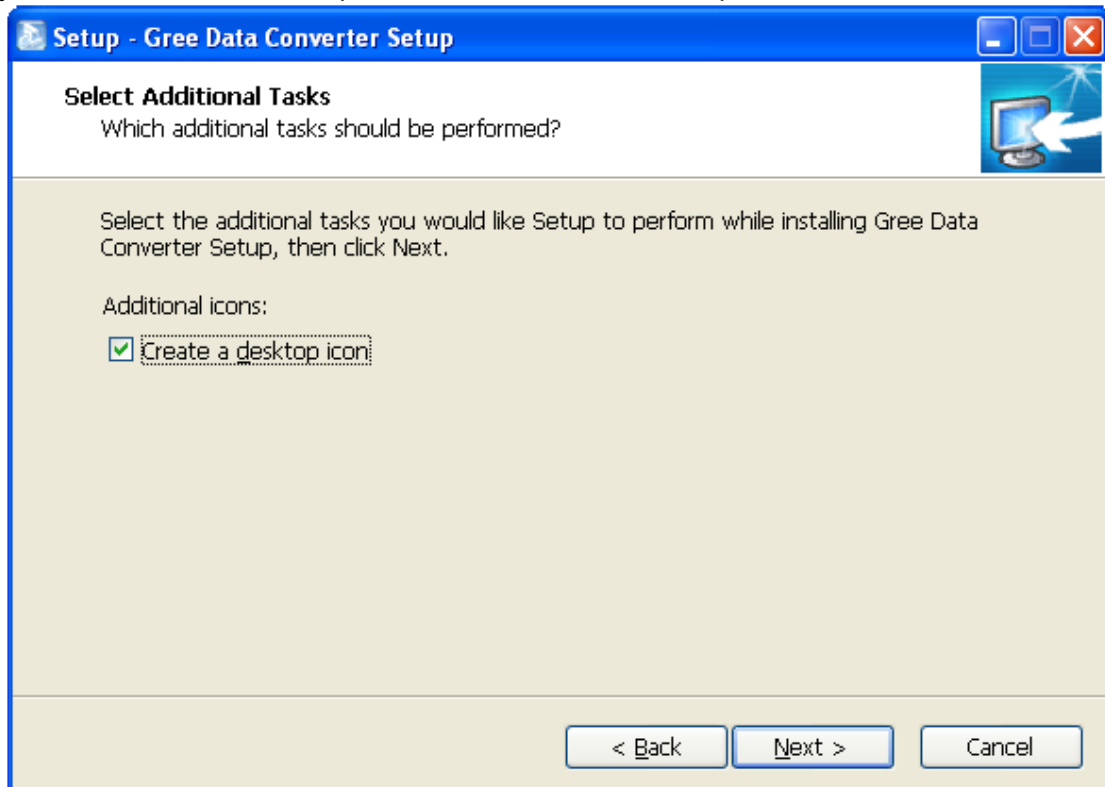 Setup - Gree Data Converter Setup
Select Additional Tasks
Which additional tasks should be performed?
Select the additional tasks you would like Setup to perform while installing Gree Data
Converter Setup, then click Next.
Additional icons:
Create a desktop icon
< Back
Next >
Cancel